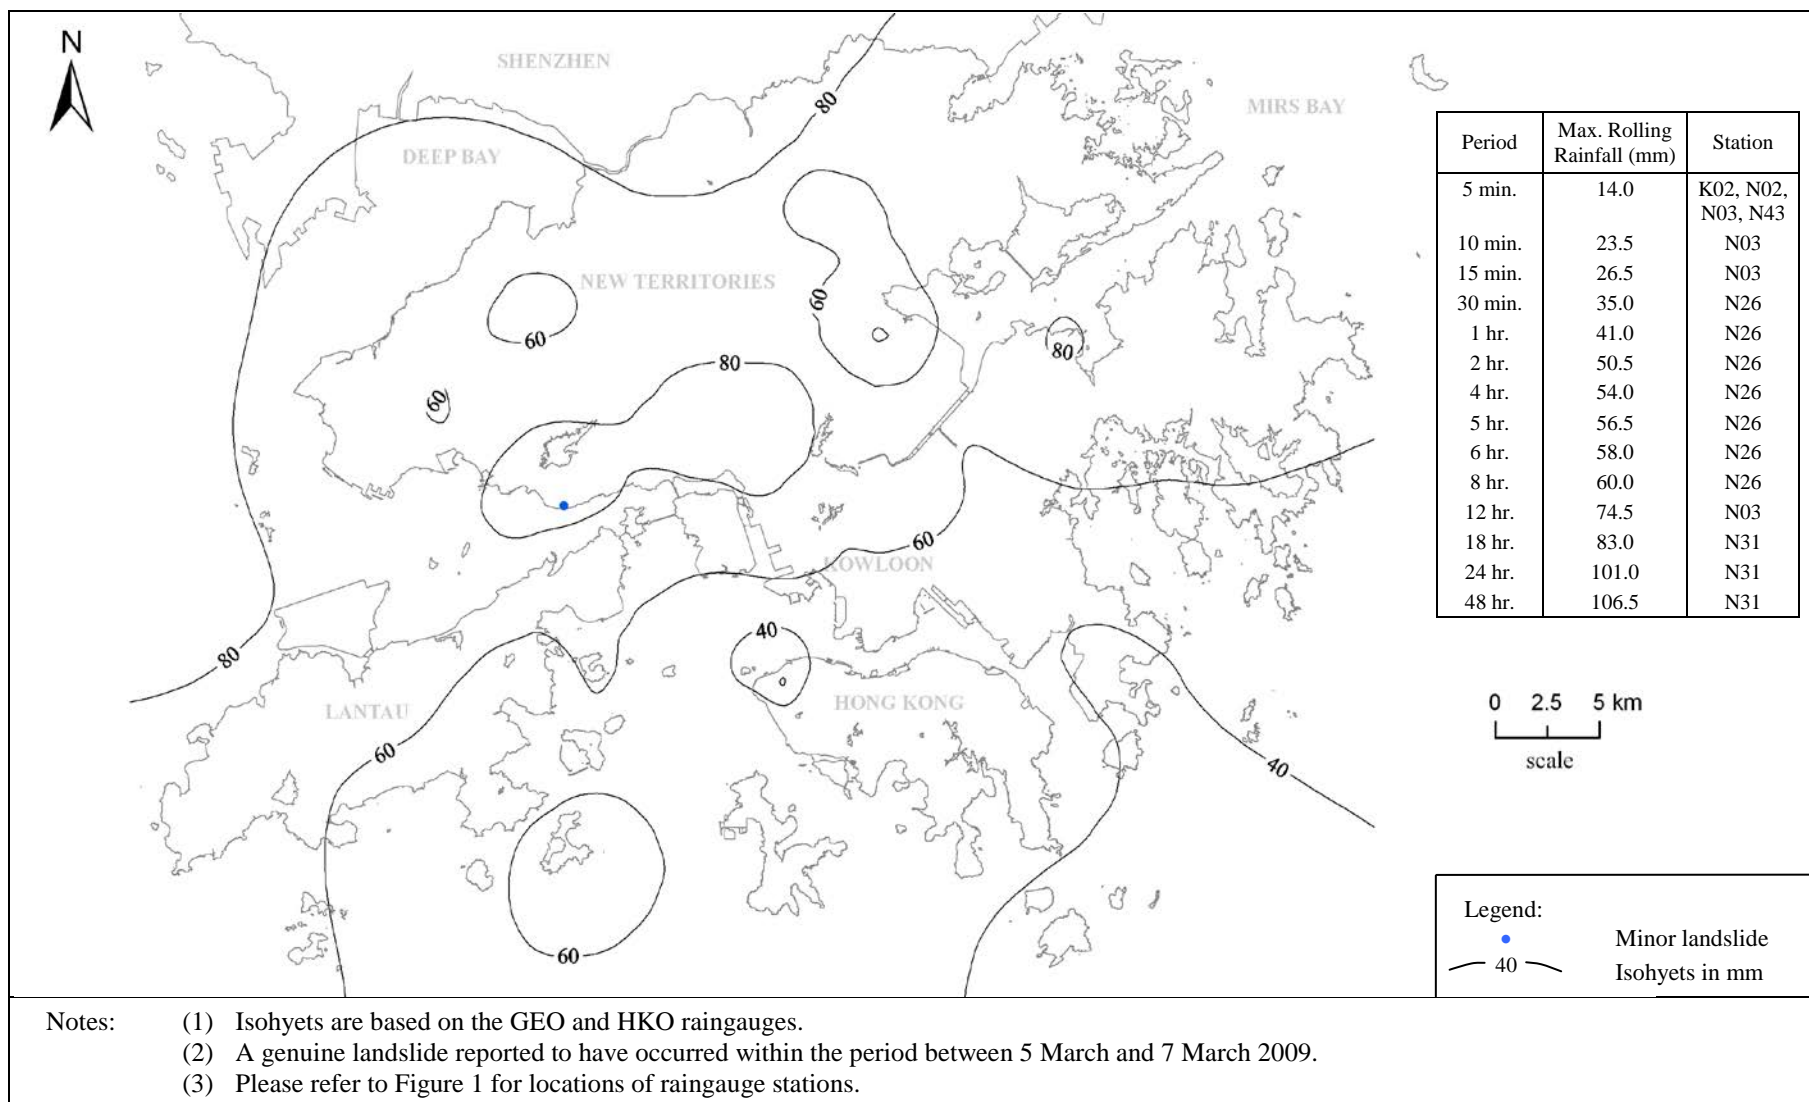 N
SHENZHEN
MIRS BAY
80
DEEP BAY
NEW TERRITORIES
60
60
80
80
60
60
KOWLOON
40
80
LANTAU
HONG KONG
60
40
60
Period Max. Rolling Rainfall (mm) Station
5 min. 14.0 K02, N02, N03, N43
10 min. 23.5 N03
15 min. 26.5 N03
30 min. 35.0 N26
1 hr. 41.0 N26
2 hr. 50.5 N26
4 hr. 54.0 N26
5 hr. 56.5 N26
6 hr. 58.0 N26
8 hr. 60.0 N26
12 hr. 74.5 N03
18 hr. 83.0 N31
24 hr. 101.0 N31
48 hr. 106.5 N31
0 2.5 5 km
scale
Legend:
Minor landslide
40 Isohyets in mm
Notes: (1) Isohyets are based on the GEO and HKO raingauges.
(2) A genuine landslide reported to have occurred within the period between 5 March and 7 March 2009.
(3) Please refer to Figure 1 for locations of raingauge stations.